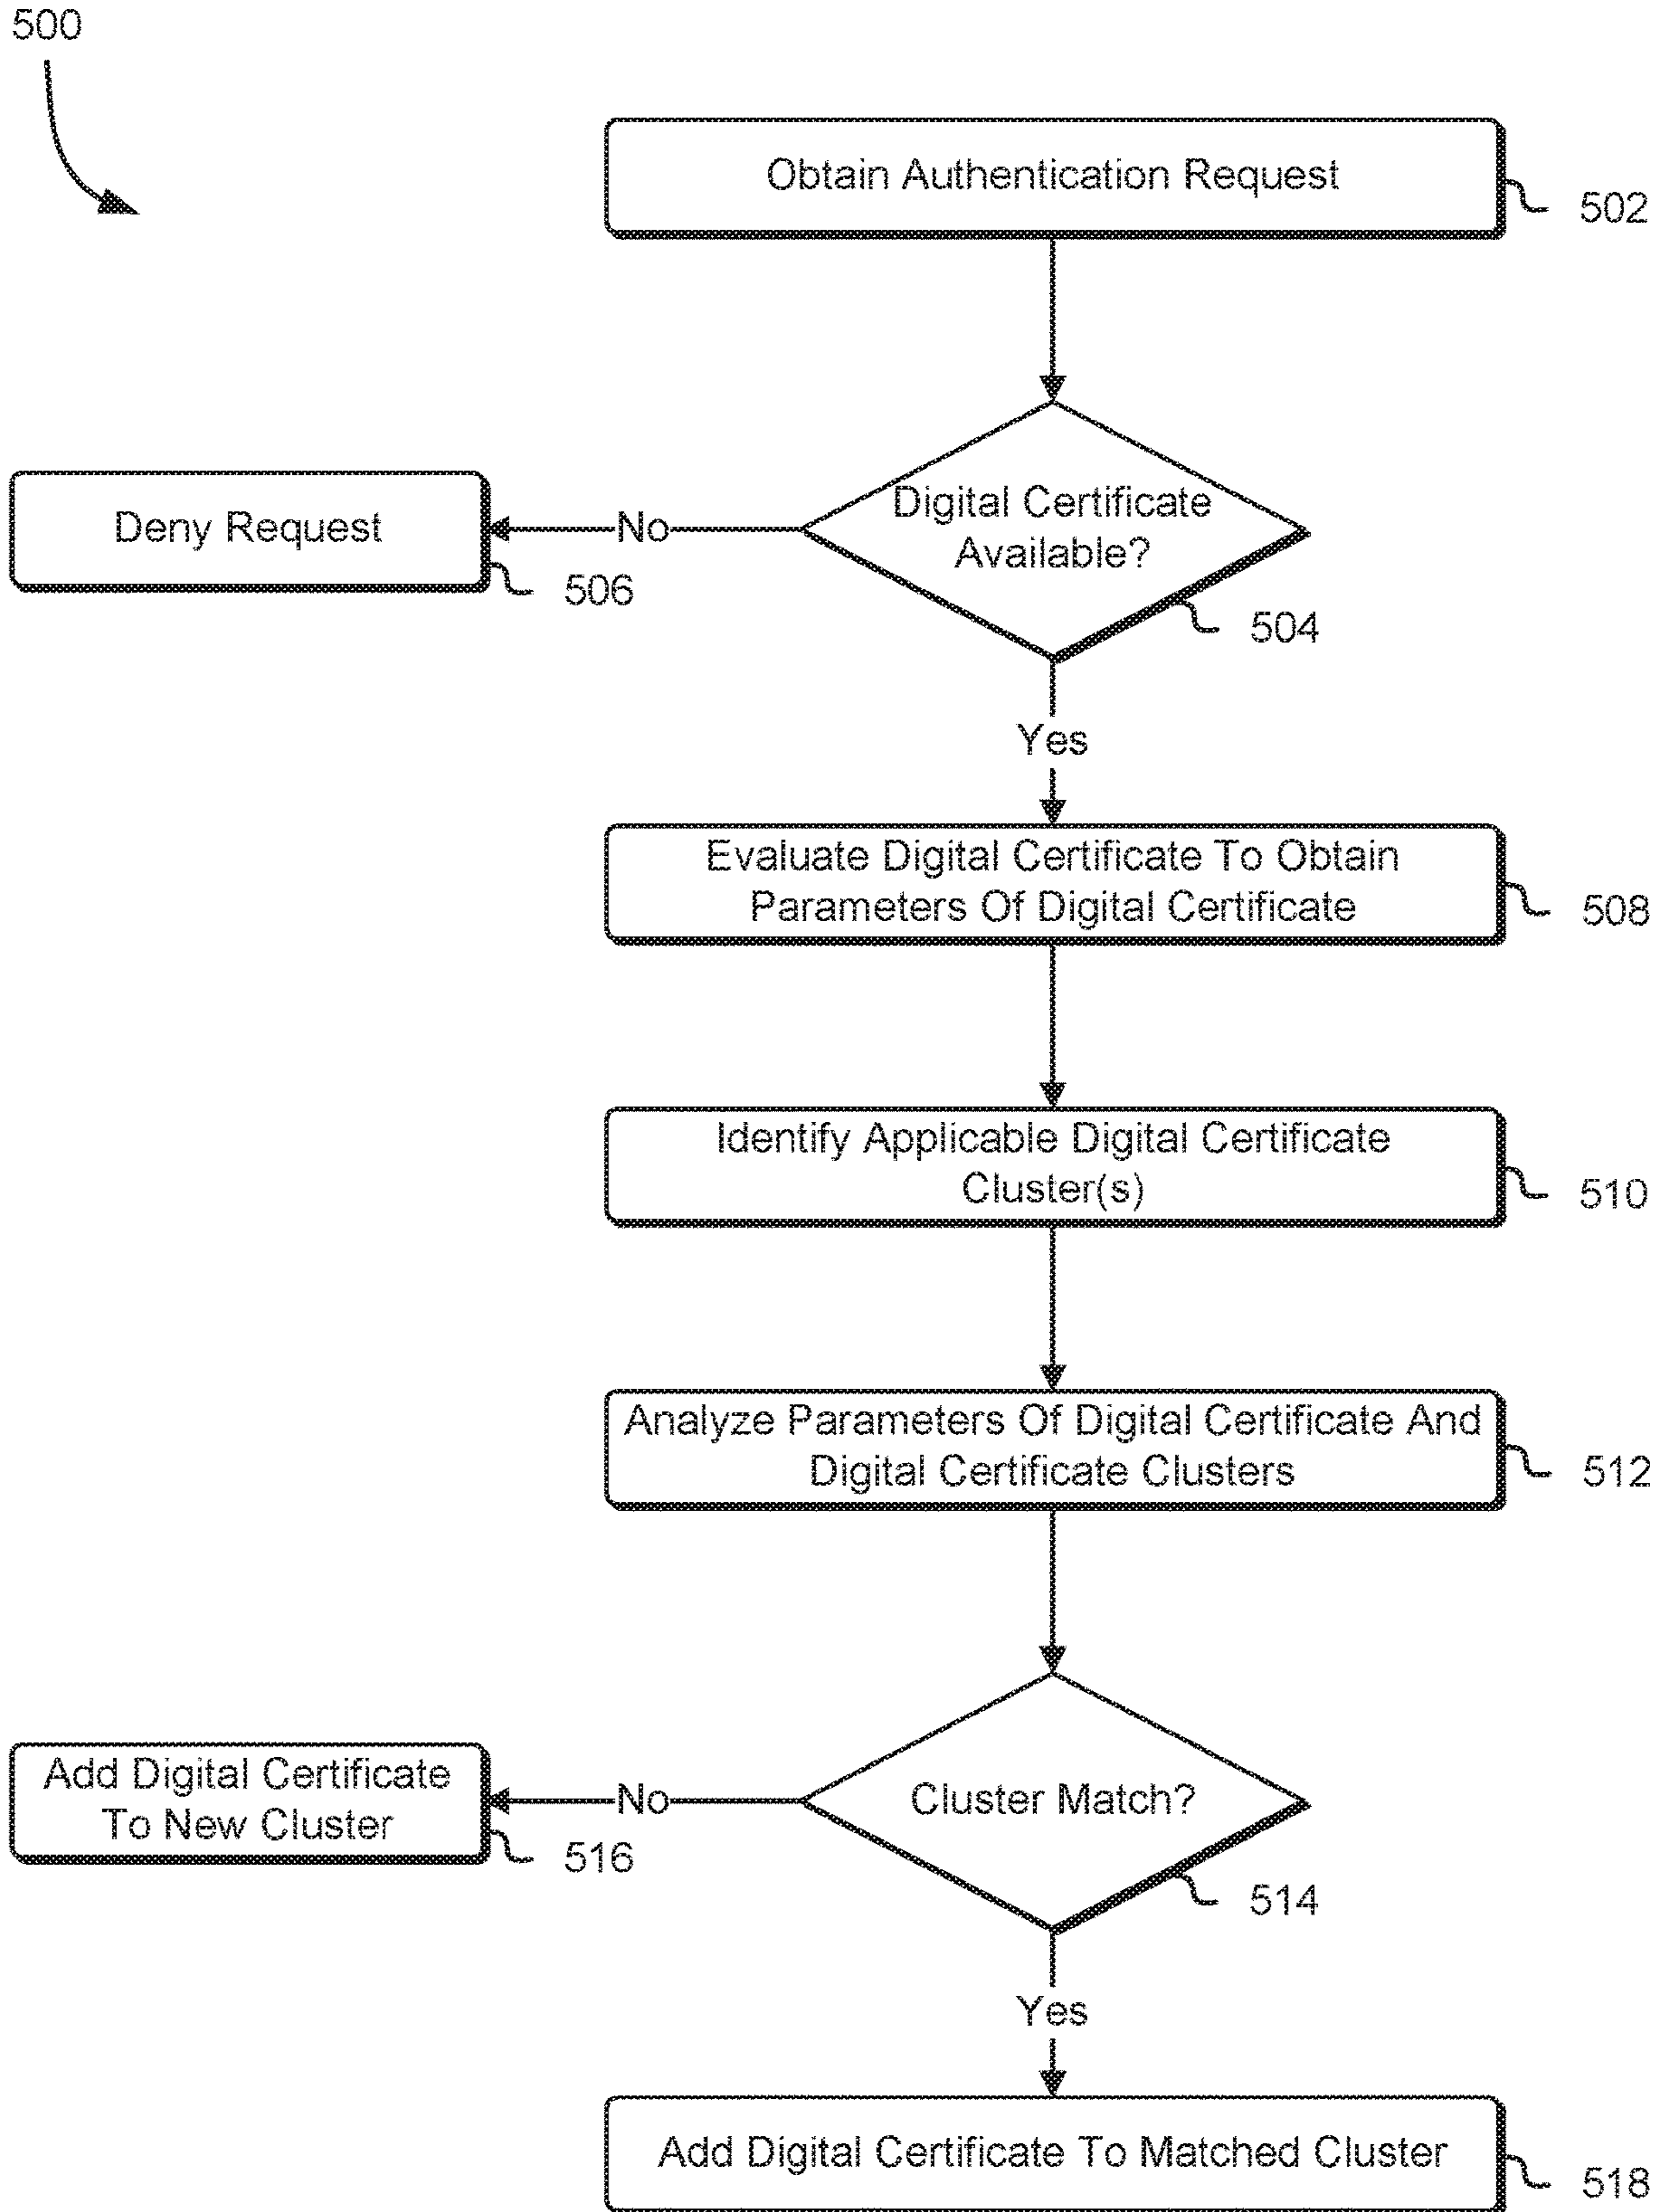 500
Obtain Authentication Request
502
Digital Certificate
Available?
504
No
Deny Request
506
Yes
Evaluate Digital Certificate To Obtain
Parameters Of Digital Certificate
508
Identify Applicable Digital Certificate
Cluster(s)
510
Analyze Parameters Of Digital Certificate And
Digital Certificate Clusters
512
Cluster Match?
514
No
Add Digital Certificate
To New Cluster
516
Yes
Add Digital Certificate To Matched Cluster
518